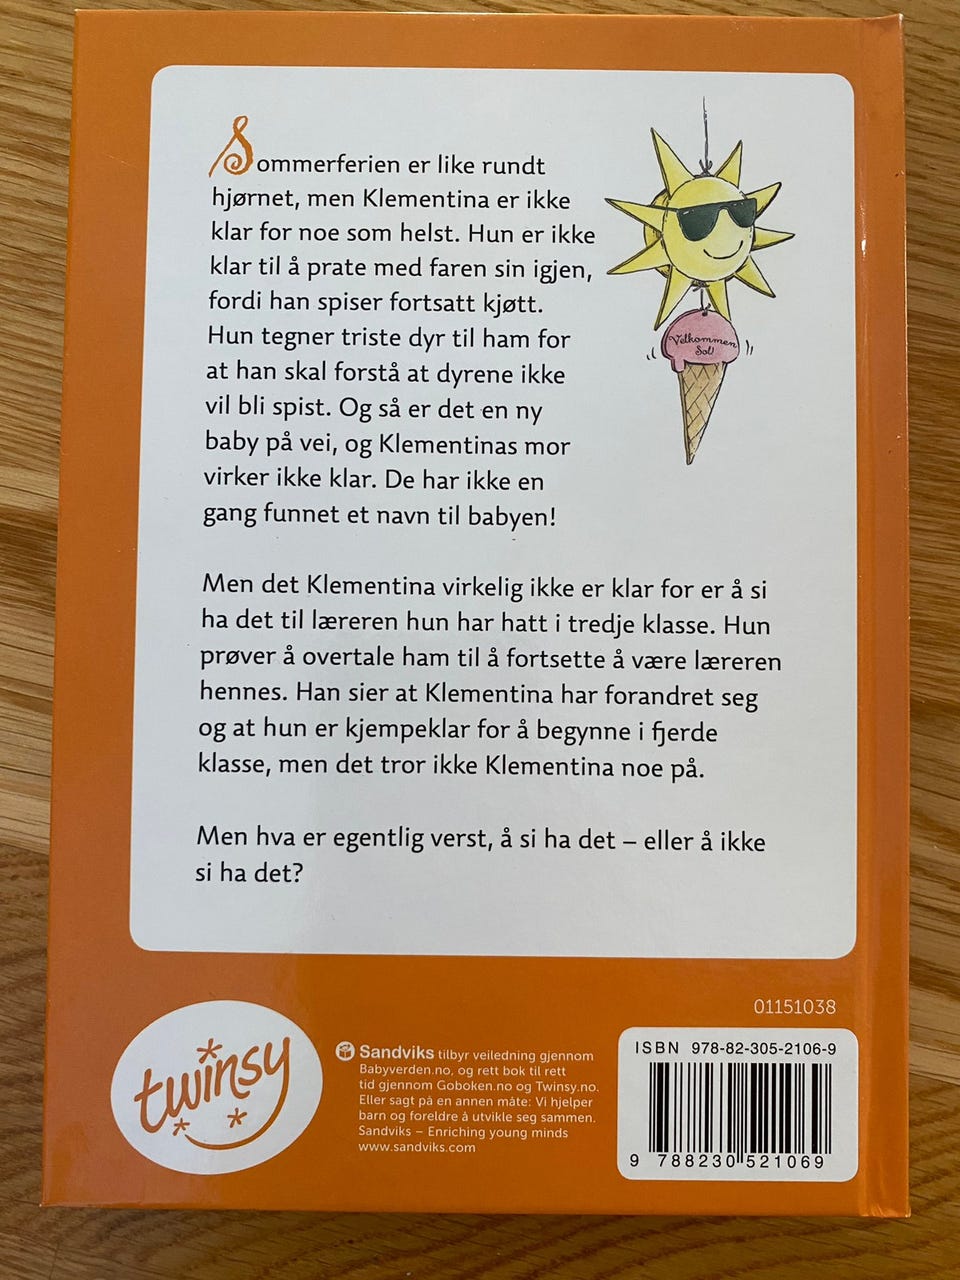 Sommerferien er like rundt
hjørnet, men Klementina er ikke
klar for noe som helst. Hun er ikke
klar til å prate med faren sin igjen,
fordi han spiser fortsatt kjøtt.
Hun tegner triste dyr til ham for
at han skal forstå at dyrene ikke
vil bli spist. Og så er det en ny
baby på vei, og Klementinas mor
virker ikke klar. De har ikke en
gang funnet et navn til babyen!
Velkommen
Sol!
Men det Klementina virkelig ikke er klar for er å si
ha det til læreren hun har hatt i tredje klasse. Hun
prøver å overtale ham til å fortsette å være læreren
hennes. Han sier at Klementina har forandret seg
og at hun er kjempeklar for å begynne i fjerde
klasse, men det tror ikke Klementina noe på.
Men hva er egentlig verst, å si ha det – eller å ikke
si ha det?
01151038
twinsy
Sandviks tilbyr veiledning gjennom
Babyverden.no, og rett bok til rett
tid gjennom Goboken.no og Twinsy.no.
Eller sagt på en annen måte: Vi hjelper
barn og foreldre å utvikle seg sammen.
Sandviks – Enriching young minds
www.sandviks.com
ISBN 978-82-305-2106-9
9 788230 521069